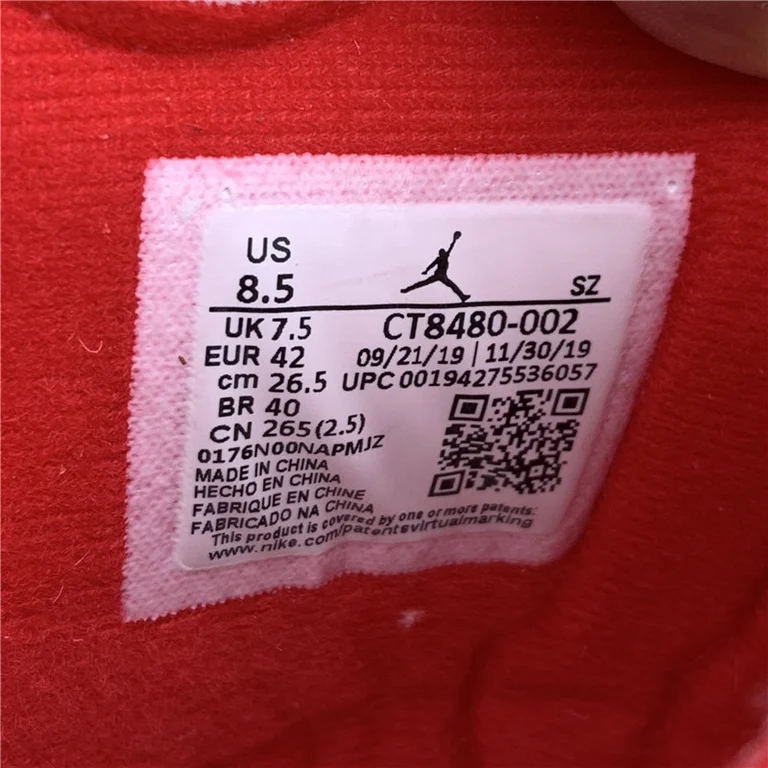 US
8.5
SZ
UK 7.5
CT8480-002
EUR 42
09/21/19 | 11/30/19
cm 26.5
UPC 00194275536057
BR 40
CN 265(2.5)
0176N00NAPMJZ
MADE IN CHINA
HECHO EN CHINA
FABRIQUE EN CHINE
FABRICADO NA CHINA
This product is covered by one or more patents:
www.nike.com/patentsvirtualmarking